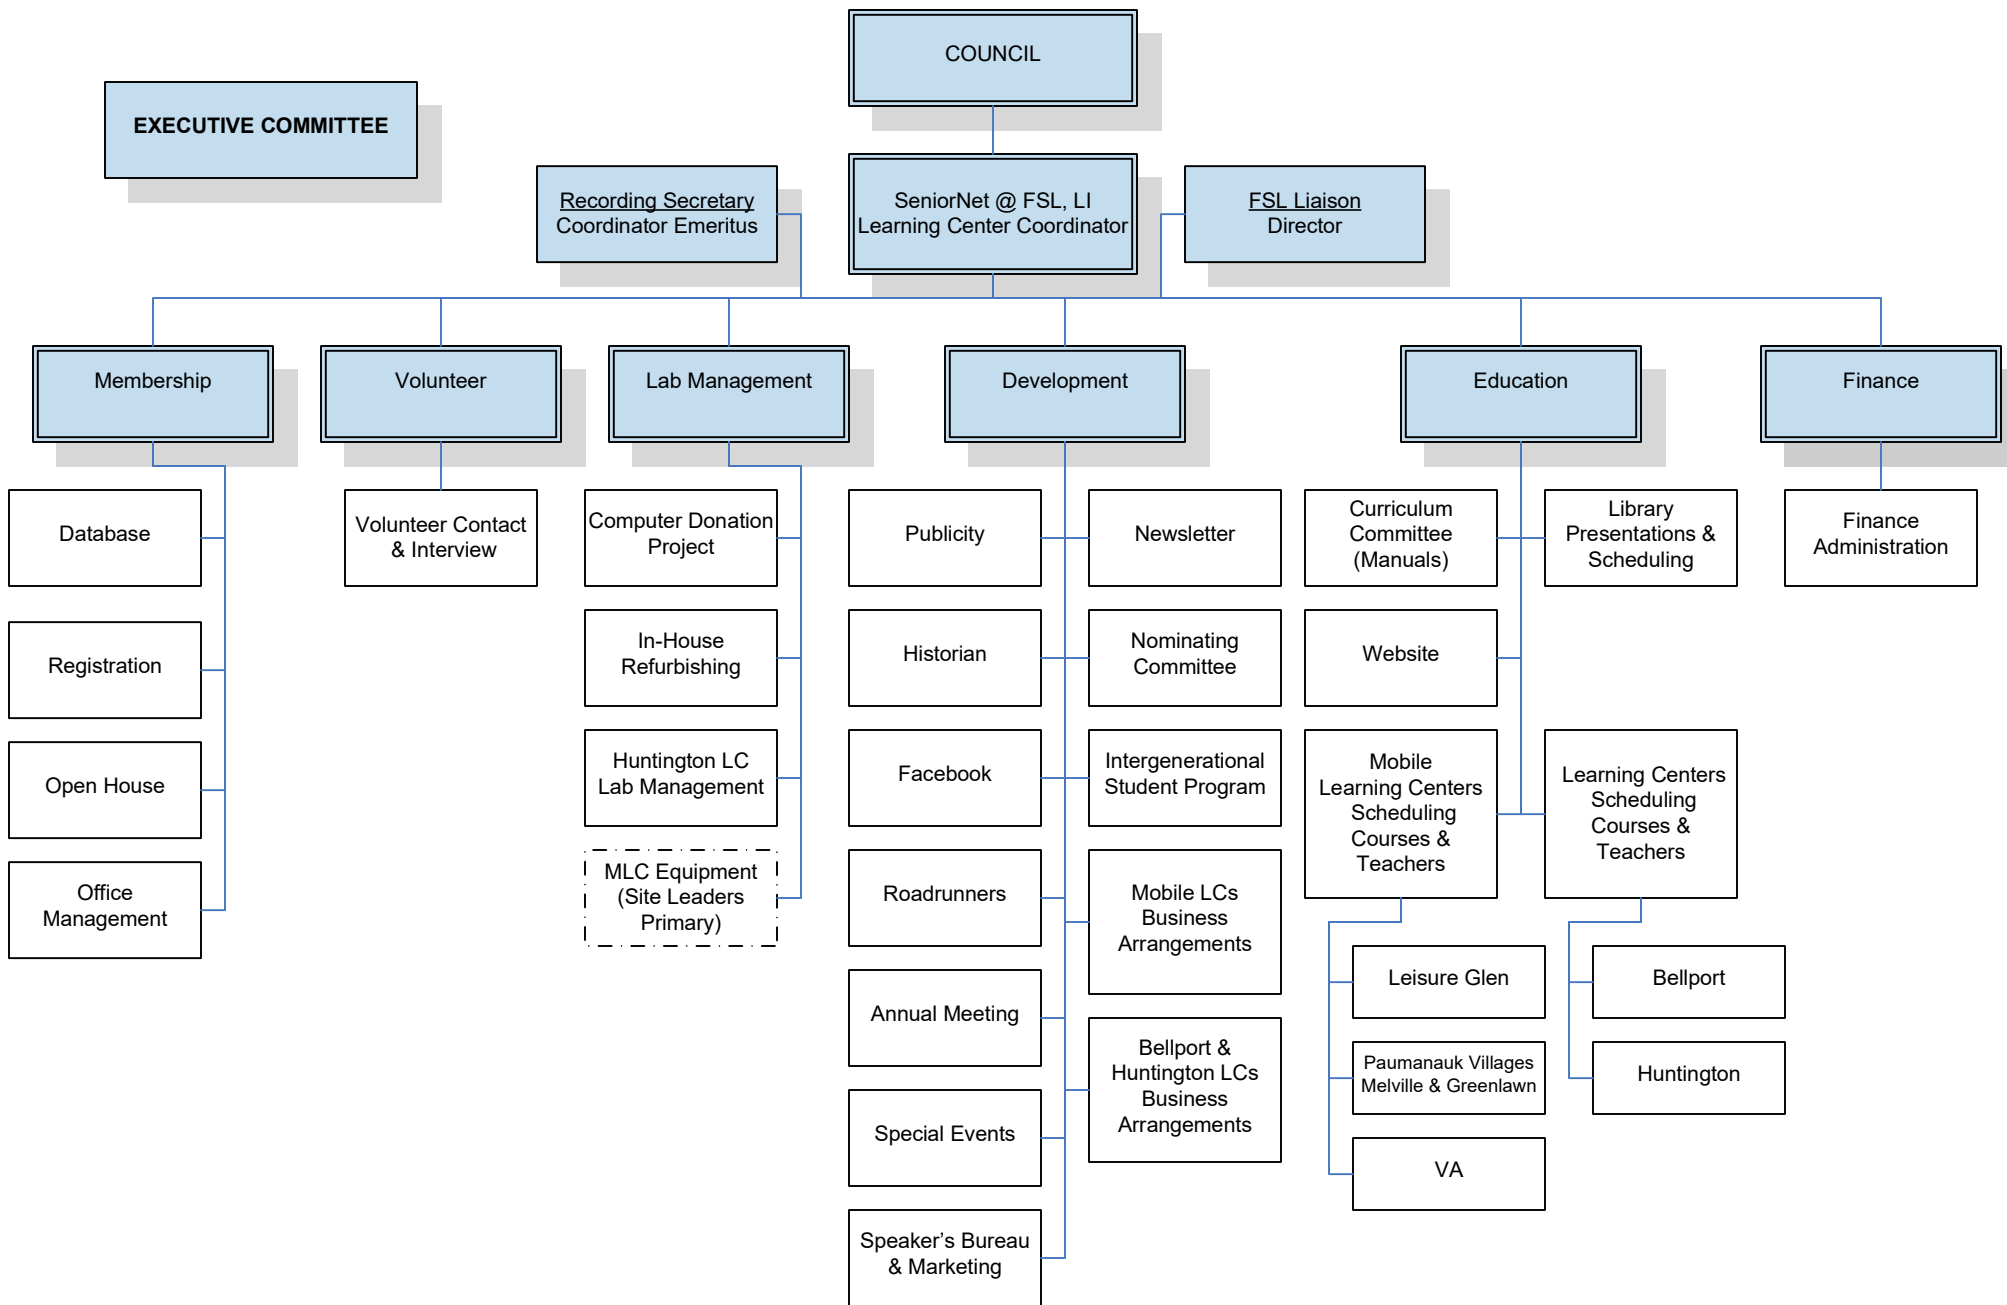 COUNCIL
EXECUTIVE COMMITTEE
Recording Secretary
Coordinator Emeritus
SeniorNet @ FSL, LI
Learning Center Coordinator
FSL Liaison
Director
Membership
Volunteer
Lab Management
Development
Education
Finance
Database
Registration
Open House
Office
Management
Volunteer Contact
& Interview
Computer Donation
Project
In-House
Refurbishing
Huntington LC
Lab Management
MLC Equipment
(Site Leaders
Primary)
Publicity
Historian
Facebook
Roadrunners
Annual Meeting
Special Events
Speaker’s Bureau
& Marketing
Newsletter
Nominating
Committee
Intergenerational
Student Program
Mobile LCs
Business
Arrangements
Bellport &
Huntington LCs
Business
Arrangements
Curriculum
Committee
(Manuals)
Website
Mobile
Learning Centers
Scheduling
Courses &
Teachers
Leisure Glen
Paumanauk Villages
Melville & Greenlawn
VA
Library
Presentations &
Scheduling
Learning Centers
Scheduling
Courses &
Teachers
Bellport
Huntington
Finance
Administration